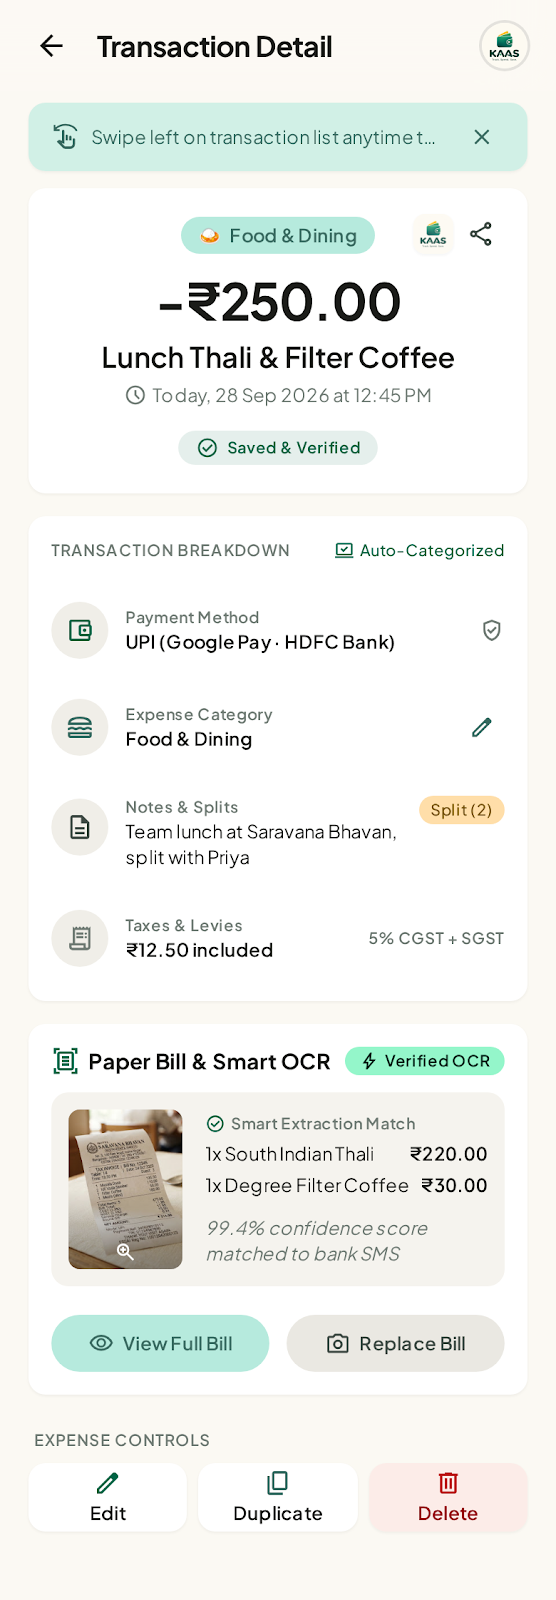 Transaction Detail
KAAS
Swipe left on transaction list anytime t...
Food & Dining
KAAS
-₹250.00
Lunch Thali & Filter Coffee
Today, 28 Sep 2026 at 12:45 PM
Saved & Verified
TRANSACTION BREAKDOWN
Auto-Categorized
Payment Method
UPI (Google Pay · HDFC Bank)
Expense Category
Food & Dining
Notes & Splits
Split (2)
Team lunch at Saravana Bhavan,
split with Priya
Taxes & Levies
₹12.50 included
5% CGST + SGST
Paper Bill & Smart OCR
Verified OCR
SARAVANA BHAVAN
Smart Extraction Match
1x South Indian Thali ₹220.00
1x Degree Filter Coffee ₹30.00
99.4% confidence score
matched to bank SMS
View Full Bill
Replace Bill
EXPENSE CONTROLS
Edit
Duplicate
Delete